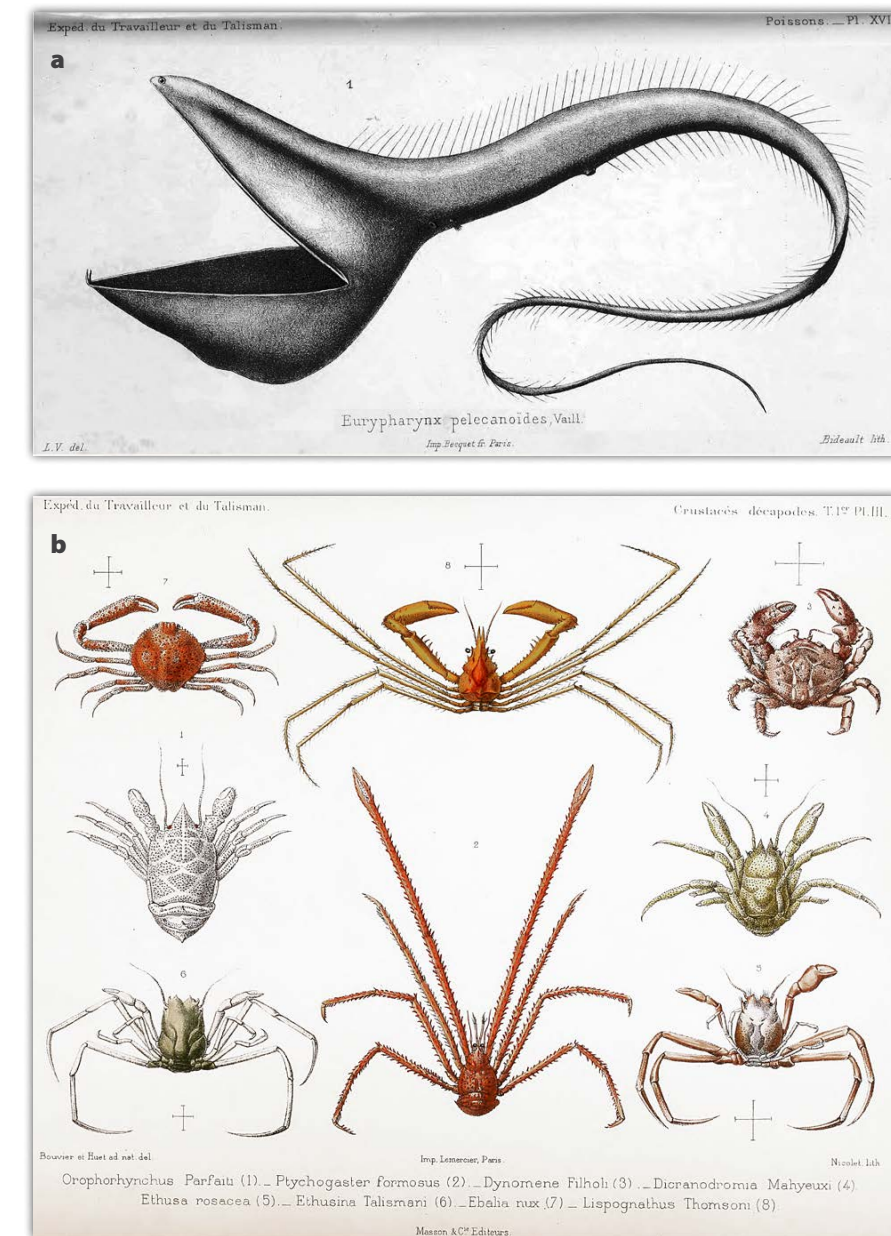 Expéd. du Travailleur et du Talisman.
Poissons. _ Pl. XVI
a
1
Eurypharynx pelecanoïdes, Vaill.
L.V. del.
Imp. Becquet fr. Paris.
Bideault lith.
Expéd. du Travailleur et du Talisman.
Crustacés décapodes. T.1er Pl.III.
b
7
8
3
1
2
4
6
5
Bouvier et Huet ad nat. del.
Imp. Lemercier, Paris.
Nicolet lith.
Orophorhynchus Parfaiti (1)._ Ptychogaster formosus (2)._ Dynomene Filholi (3)._ Dicranodromia Mahyeuxi (4).
Ethusa rosacea (5)._ Ethusina Talismani (6)._ Ebalia nux (7)_ Lispognathus Thomsoni (8).
Masson & Cie Editeurs